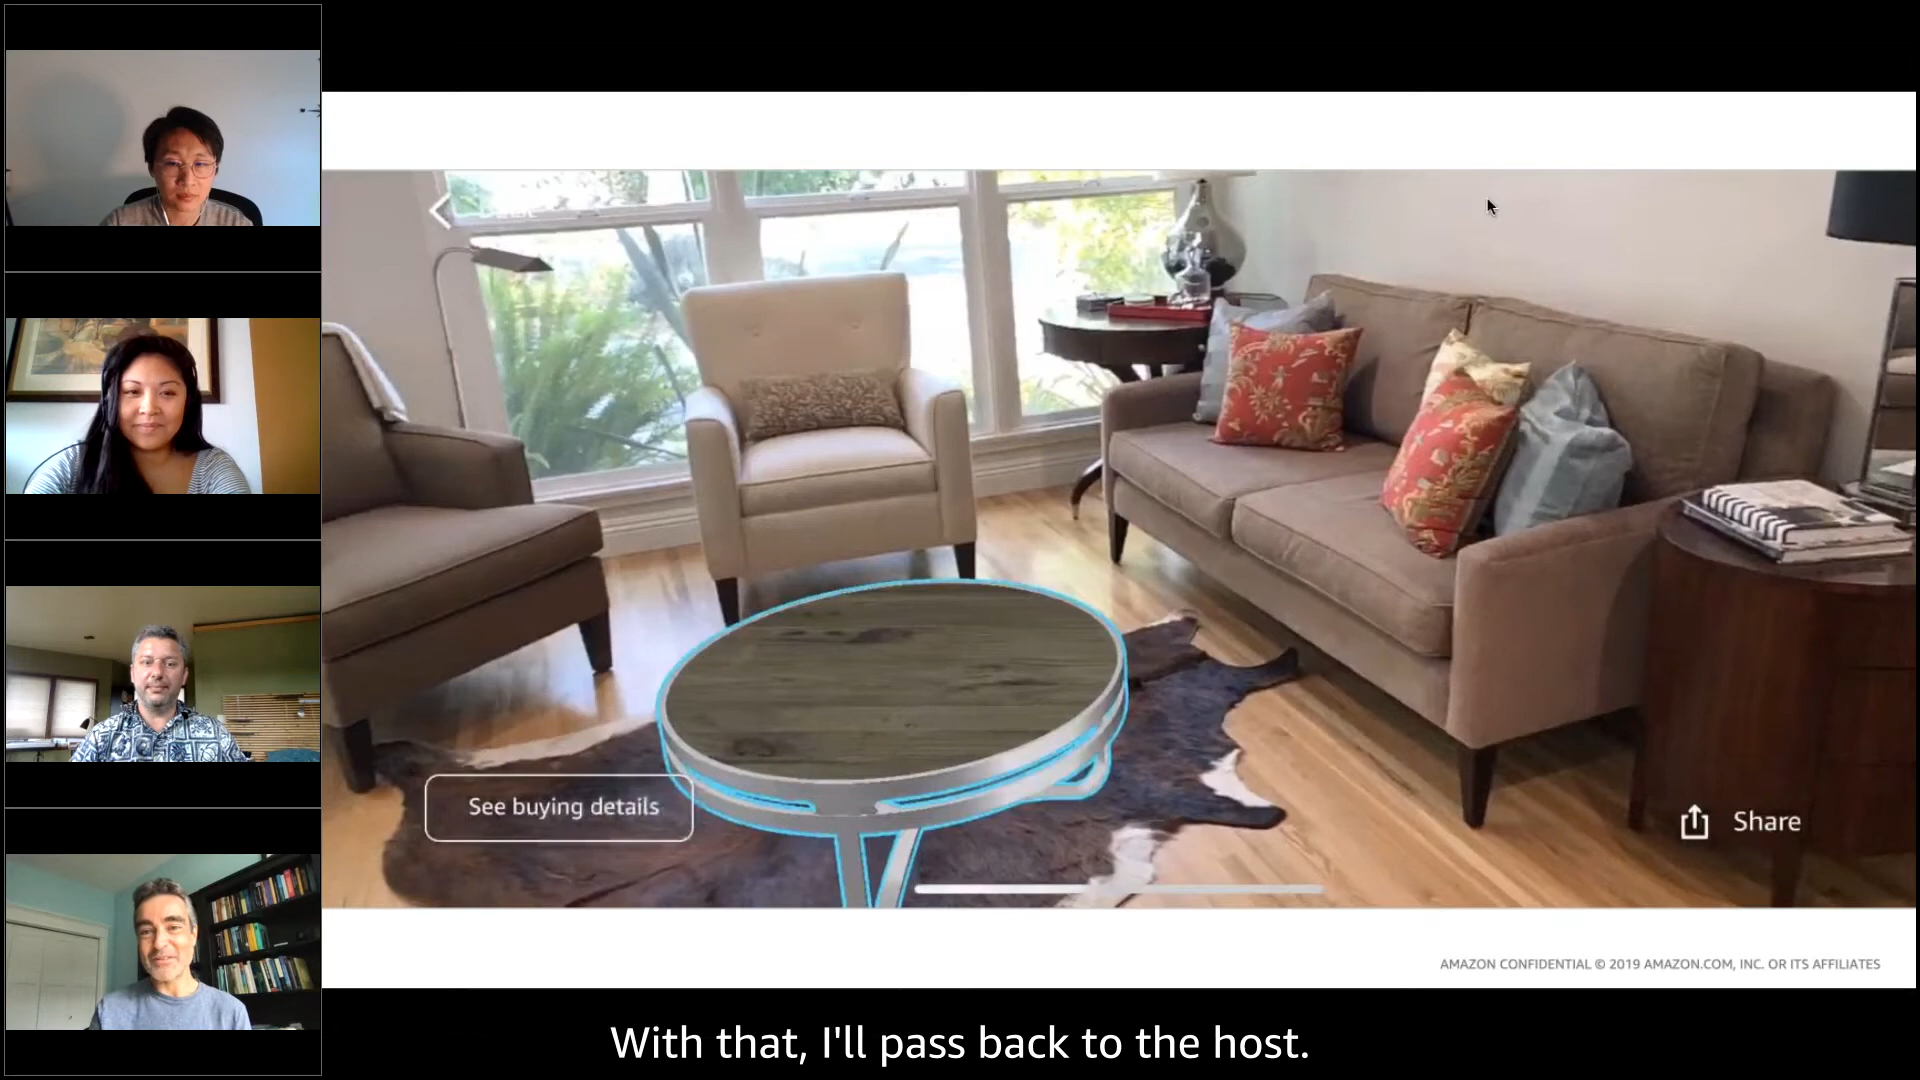 See buying details
Share
AMAZON CONFIDENTIAL © 2019 AMAZON.COM, INC. OR ITS AFFILIATES
With that, I'll pass back to the host.